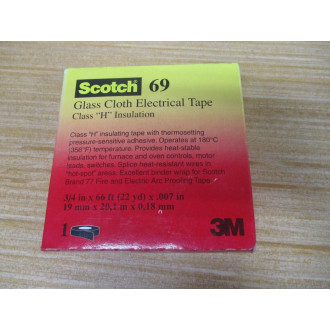 Scotch 69
Glass Cloth Electrical Tape
Class "H" Insulation
Class "H" insulating tape with thermosetting
pressure-sensitive adhesive. Operates at 180°C
(356°F) temperature. Provides heat-stable
insulation for furnace and oven controls, motor
leads, switches. Splice heat-resistant wires in
"hot-spot" areas. Excellent binder wrap for Scotch
Brand 77 Fire and Electric Arc Proofing Tape.
3/4 in x 66 ft (22 yd) x .007 in
19 mm x 20,1 m x 0,18 mm
1
3M